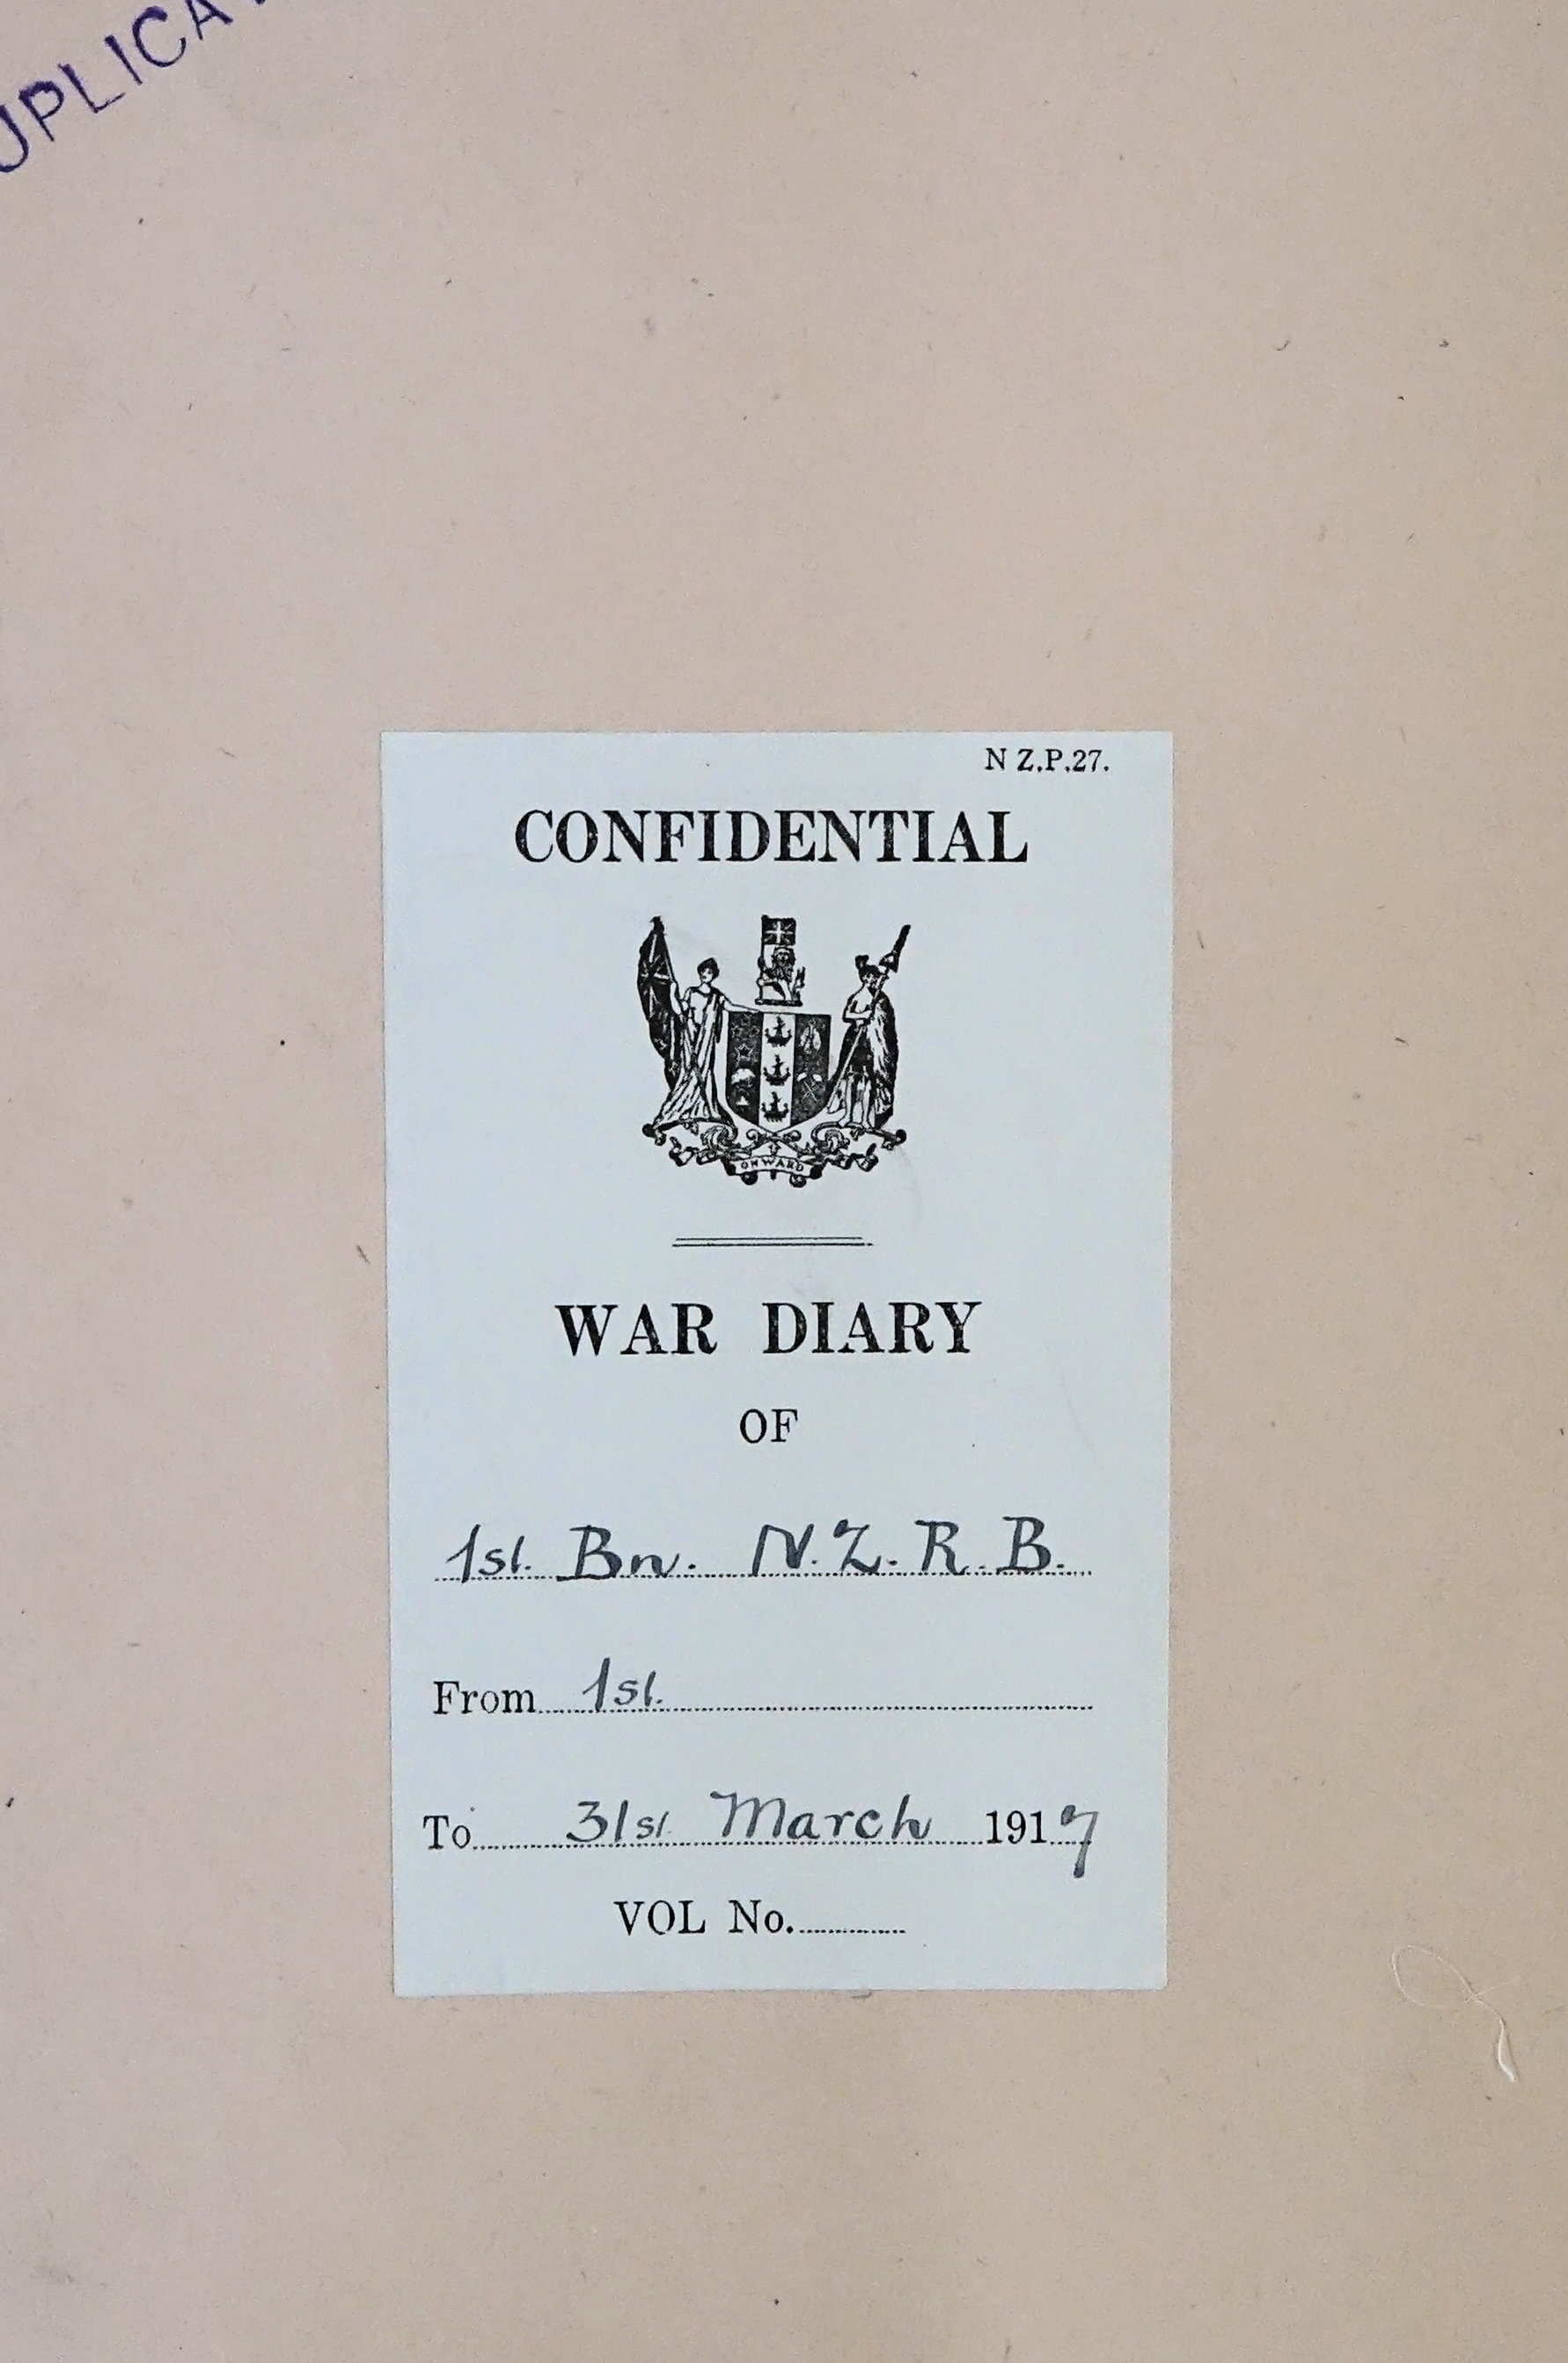 UPLICA
N Z.P.27.
CONFIDENTIAL
ONWARD
WAR DIARY
OF
1st. Bn. N.Z.R.B.
From 1st.
To 31st March 1917
VOL No.